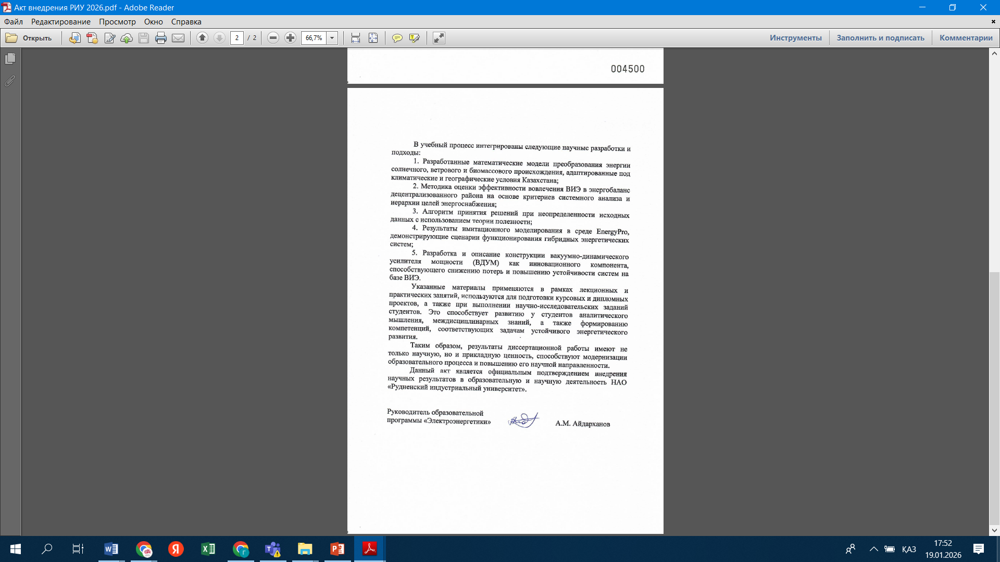 Акт внедрения РИУ 2026.pdf - Adobe Reader
Файл Редактирование Просмотр Окно Справка
Открыть 2 / 2 66,7% Инструменты Заполнить и подписать Комментарии
004500
В учебный процесс интегрированы следующие научные разработки и
подходы:
1. Разработанные математические модели преобразования энергии
солнечного, ветрового и биомассового происхождения, адаптированные под
климатические и географические условия Казахстана;
2. Методика оценки эффективности вовлечения ВИЭ в энергобаланс
децентрализованного района на основе критериев системного анализа и
иерархии целей энергоснабжения;
3. Алгоритм принятия решений при неопределенности исходных
данных с использованием теории полезности;
4. Результаты имитационного моделирования в среде EnergyPro,
демонстрирующие сценарии функционирования гибридных энергетических
систем;
5. Разработка и описание конструкции вакуумно-динамического
усилителя мощности (ВДУМ) как инновационного компонента,
способствующего снижению потерь и повышению устойчивости систем на
базе ВИЭ.
Указанные материалы применяются в рамках лекционных и
практических занятий, используются для подготовки курсовых и дипломных
проектов, а также при выполнении научно-исследовательских заданий
студентов. Это способствует развитию у студентов аналитического
мышления, междисциплинарных знаний, а также формированию
компетенций, соответствующих задачам устойчивого энергетического
развития.
Таким образом, результаты диссертационной работы имеют не
только научную, но и прикладную ценность, способствуют модернизации
образовательного процесса и повышению его научной направленности.
Данный акт является официальным подтверждением внедрения
научных результатов в образовательную и научную деятельность НАО
«Рудненский индустриальный университет».
Руководитель образовательной
программы «Электроэнергетики» А.М. Айдарханов
ҚАЗ
17:52
19.01.2026